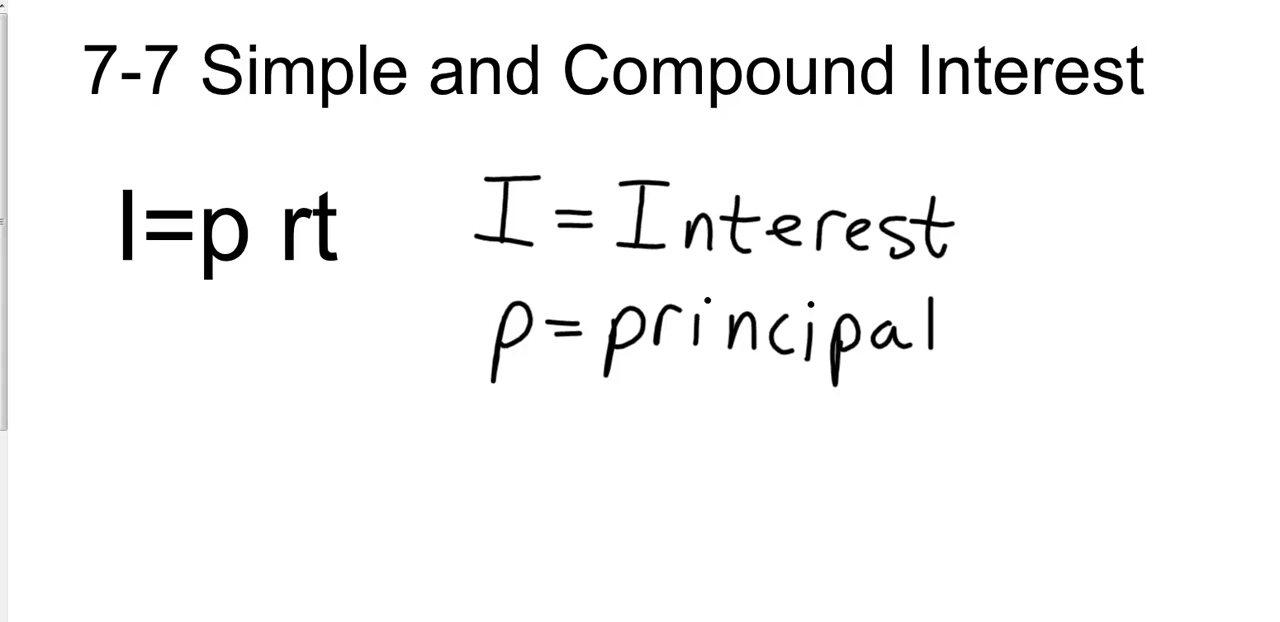 7-7 Simple and Compound Interest
I=p rt
I = Interest
p = principal